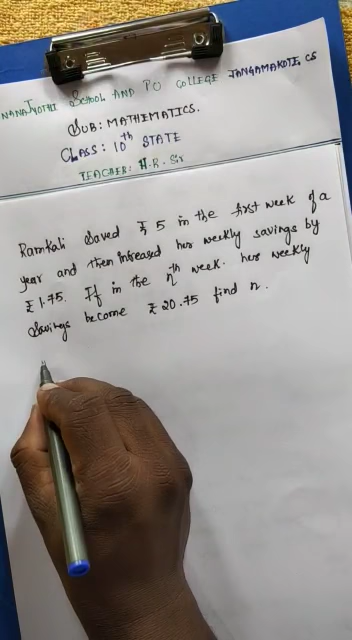 NANAJYOTHI SCHOOL AND PU COLLEGE JANGAMAKOTE, CS
SUB: MATHEMATICS.
CLASS: 10th STATE
TEACHER: H.R. Sir
Ramkali Saved ₹ 5 in the first week of a
year and then Increased her weekly savings by
₹ 1.75. If in the nth week. her weekly
Savings become ₹ 20.75 find n.